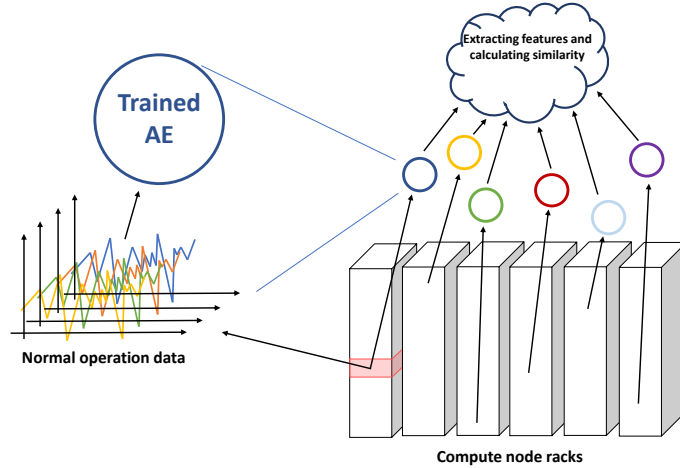 Extracting features and
calculating similarity
Trained
AE
Normal operation data
Compute node racks